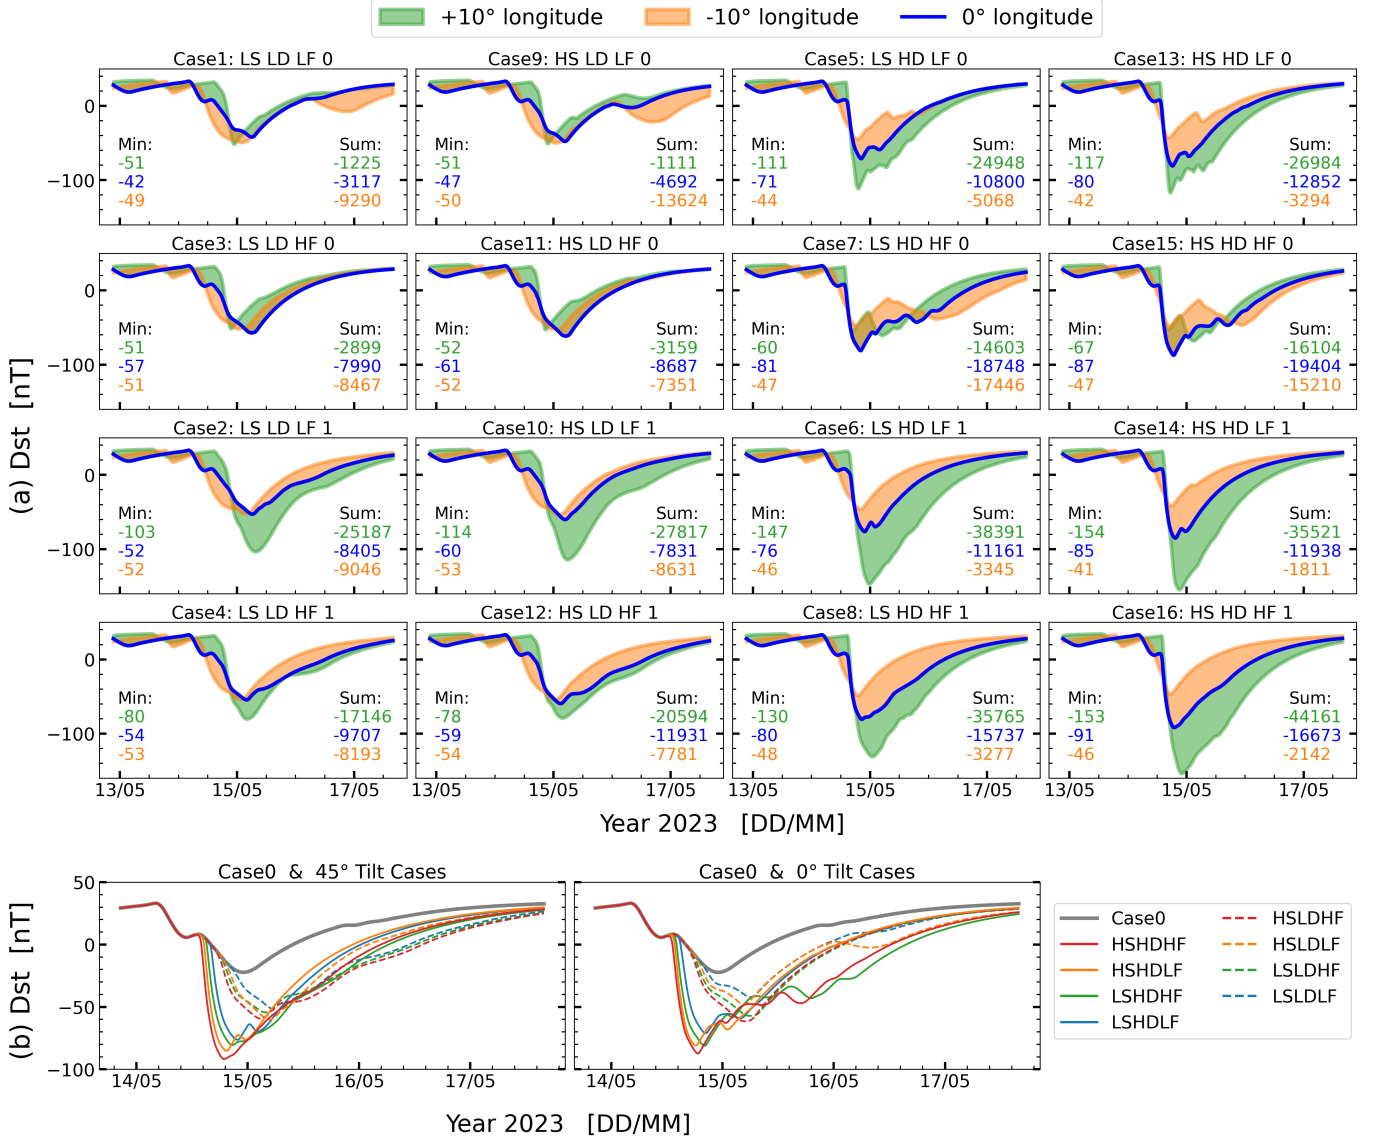 +10° longitude -10° longitude 0° longitude
Case1: LS LD LF 0
Min: Sum:
-51 -1225
-42 -3117
-49 -9290
Case9: HS LD LF 0
Min: Sum:
-51 -1111
-47 -4692
-50 -13624
Case5: LS HD LF 0
Min: Sum:
-111 -24948
-71 -10800
-44 -5068
Case13: HS HD LF 0
Min: Sum:
-117 -26984
-80 -12852
-42 -3294
0
−100
Case3: LS LD HF 0
Min: Sum:
-51 -2899
-57 -7990
-51 -8467
Case11: HS LD HF 0
Min: Sum:
-52 -3159
-61 -8687
-52 -7351
Case7: LS HD HF 0
Min: Sum:
-60 -14603
-81 -18748
-47 -17446
Case15: HS HD HF 0
Min: Sum:
-67 -16104
-87 -19404
-47 -15210
0
−100
Case2: LS LD LF 1
Min: Sum:
-103 -25187
-52 -8405
-52 -9046
Case10: HS LD LF 1
Min: Sum:
-114 -27817
-60 -7831
-53 -8631
Case6: LS HD LF 1
Min: Sum:
-147 -38391
-76 -11161
-46 -3345
Case14: HS HD LF 1
Min: Sum:
-154 -35521
-85 -11938
-41 -1811
0
−100
Case4: LS LD HF 1
Min: Sum:
-80 -17146
-54 -9707
-53 -8193
Case12: HS LD HF 1
Min: Sum:
-78 -20594
-59 -11931
-54 -7781
Case8: LS HD HF 1
Min: Sum:
-130 -35765
-80 -15737
-48 -3277
Case16: HS HD HF 1
Min: Sum:
-153 -44161
-91 -16673
-46 -2142
0
−100
13/05 15/05 17/05 13/05 15/05 17/05 13/05 15/05 17/05 13/05 15/05 17/05
(a) Dst [nT]
Year 2023 [DD/MM]
Case0 & 45° Tilt Cases
Case0 & 0° Tilt Cases
50
0
−50
−100
14/05 15/05 16/05 17/05 14/05 15/05 16/05 17/05
(b) Dst [nT]
Year 2023 [DD/MM]
Case0
HSHDHF
HSHDLF
LSHDHF
LSHDLF
HSLDHF
HSLDLF
LSLDHF
LSLDLF